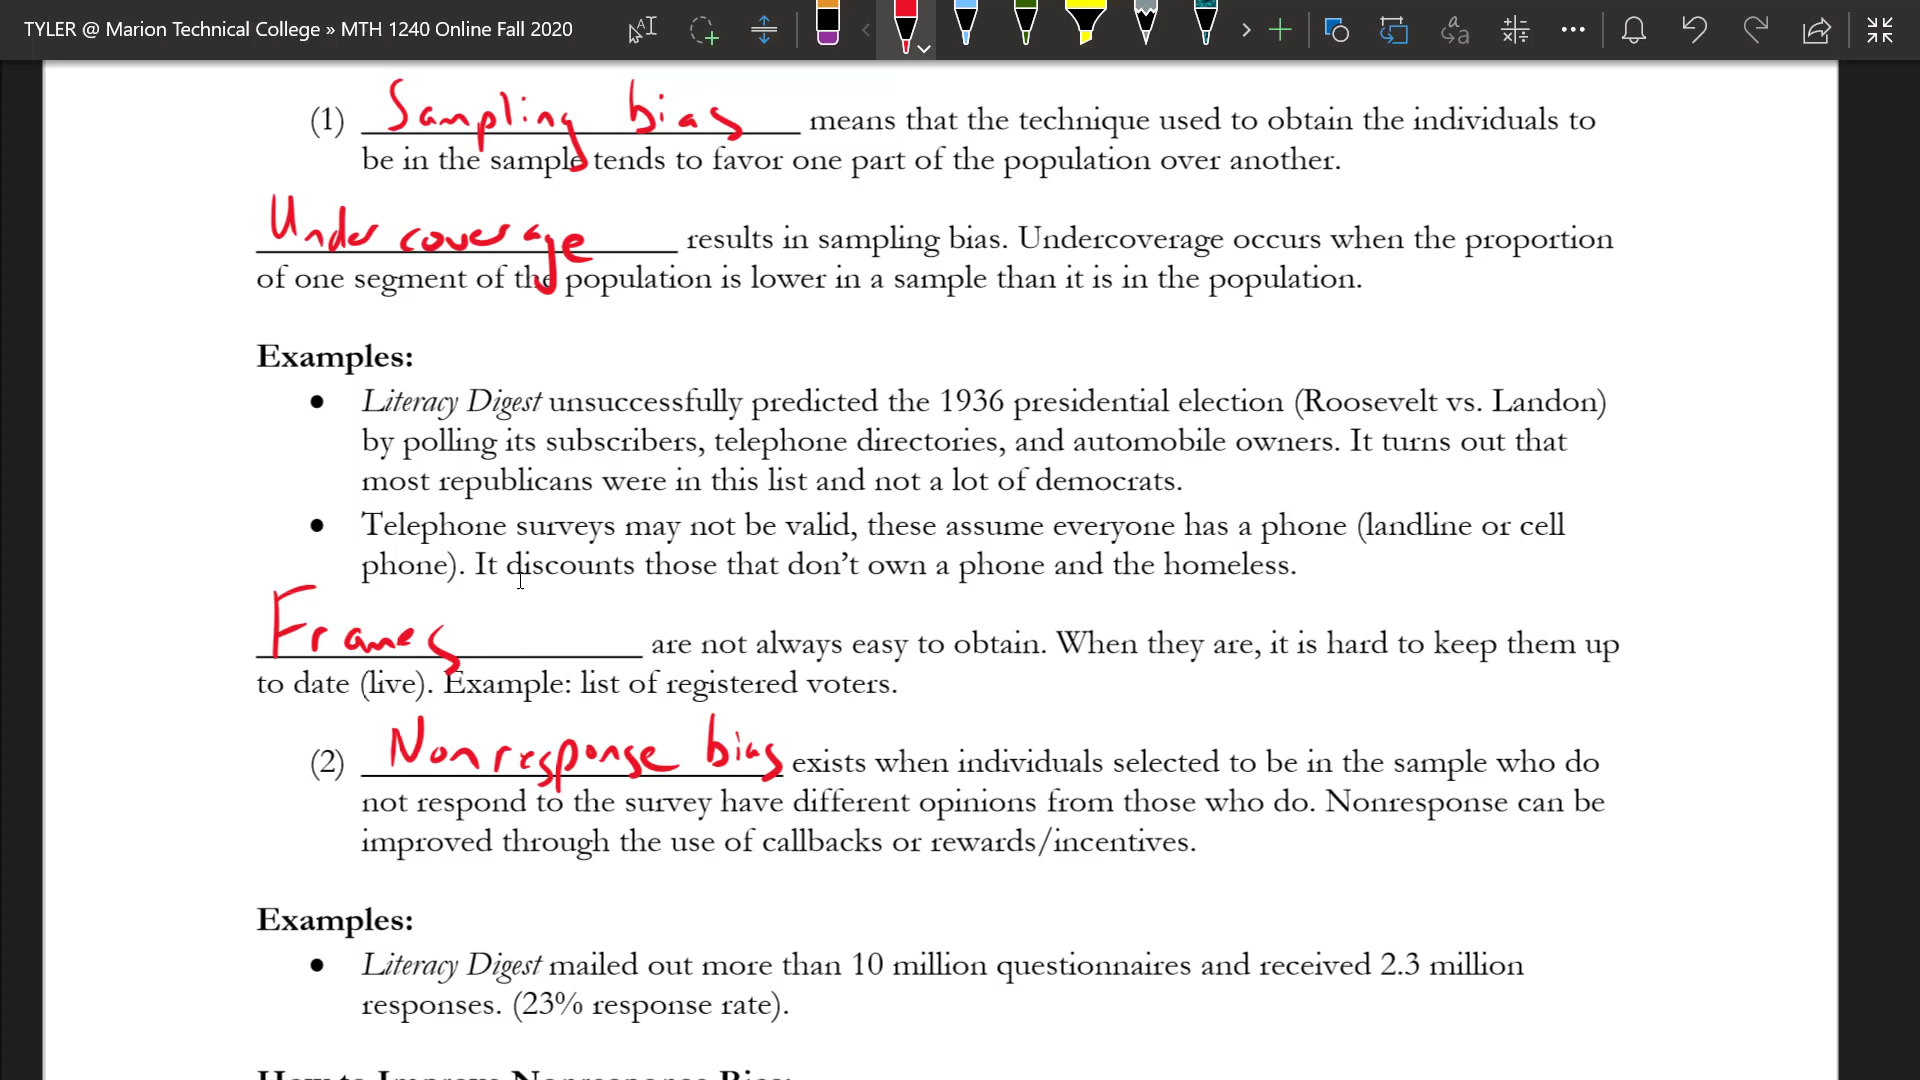 TYLER @ Marion Technical College » MTH 1240 Online Fall 2020
(1) Sampling bias means that the technique used to obtain the individuals to
be in the sample tends to favor one part of the population over another.
Undercoverage results in sampling bias. Undercoverage occurs when the proportion
of one segment of the population is lower in a sample than it is in the population.
Examples:
• Literacy Digest unsuccessfully predicted the 1936 presidential election (Roosevelt vs. Landon)
by polling its subscribers, telephone directories, and automobile owners. It turns out that
most republicans were in this list and not a lot of democrats.
• Telephone surveys may not be valid, these assume everyone has a phone (landline or cell
phone). It discounts those that don't own a phone and the homeless.
Frames are not always easy to obtain. When they are, it is hard to keep them up
to date (live). Example: list of registered voters.
(2) Nonresponse bias exists when individuals selected to be in the sample who do
not respond to the survey have different opinions from those who do. Nonresponse can be
improved through the use of callbacks or rewards/incentives.
Examples:
• Literacy Digest mailed out more than 10 million questionnaires and received 2.3 million
responses. (23% response rate).
How to Improve Nonresponse Bias: